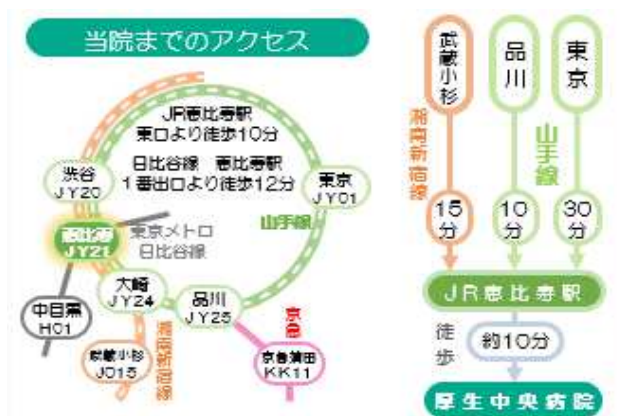 当院までのアクセス
JR恵比寿駅
東口より徒歩10分
日比谷線 恵比寿駅
1番出口より徒歩12分
渋谷
JY20
東京
JY01
恵比寿
JY21
東京メトロ
日比谷線
山手線
大崎
JY24
品川
JY25
中目黒
H01
武蔵小杉
JO15
湘南新宿線
京急
京急蒲田
KK11
武蔵小杉
品川
東京
湘南新宿線
山手線
15分
10分
30分
JR恵比寿駅
徒歩
約10分
厚生中央病院